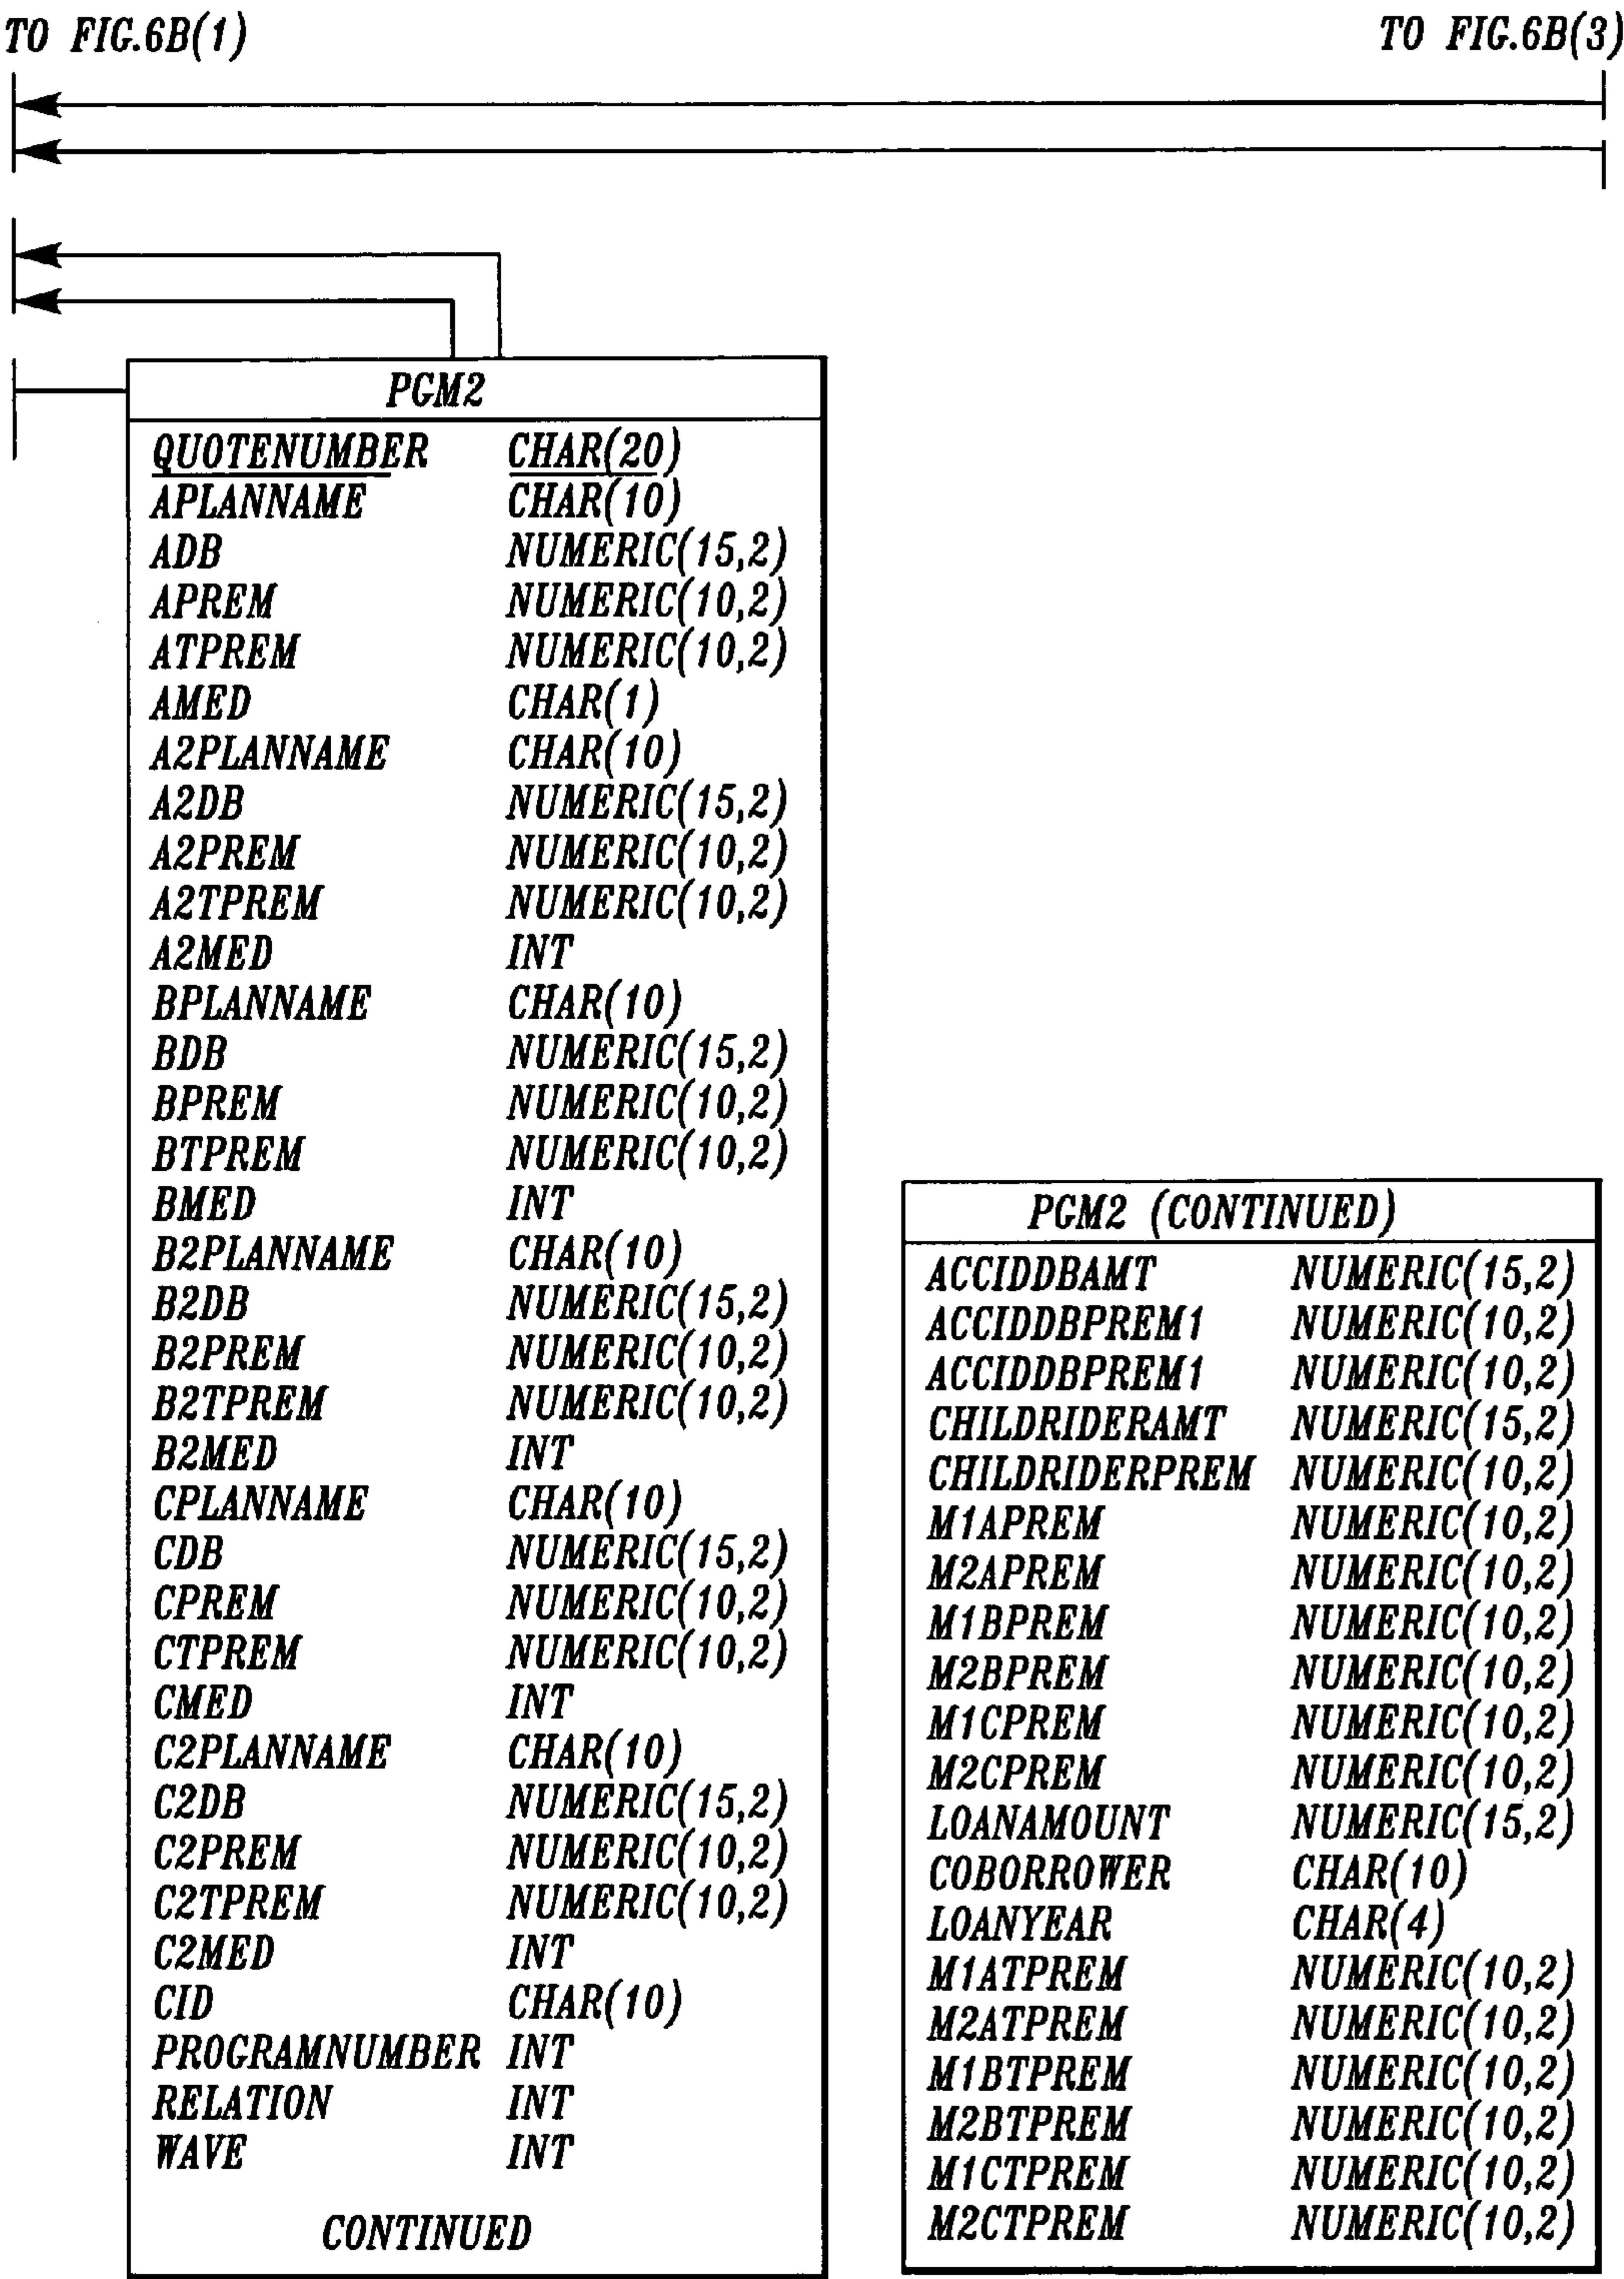 TO FIG.6B(1) TO FIG.6B(3)
PGM2
QUOTENUMBER CHAR(20)
APLANNAME CHAR(10)
ADB NUMERIC(15,2)
APREM NUMERIC(10,2)
ATPREM NUMERIC(10,2)
AMED CHAR(1)
A2PLANNAME CHAR(10)
A2DB NUMERIC(15,2)
A2PREM NUMERIC(10,2)
A2TPREM NUMERIC(10,2)
A2MED INT
BPLANNAME CHAR(10)
BDB NUMERIC(15,2)
BPREM NUMERIC(10,2)
BTPREM NUMERIC(10,2)
BMED INT
B2PLANNAME CHAR(10)
B2DB NUMERIC(15,2)
B2PREM NUMERIC(10,2)
B2TPREM NUMERIC(10,2)
B2MED INT
CPLANNAME CHAR(10)
CDB NUMERIC(15,2)
CPREM NUMERIC(10,2)
CTPREM NUMERIC(10,2)
CMED INT
C2PLANNAME CHAR(10)
C2DB NUMERIC(15,2)
C2PREM NUMERIC(10,2)
C2TPREM NUMERIC(10,2)
C2MED INT
CID CHAR(10)
PROGRAMNUMBER INT
RELATION INT
WAVE INT
CONTINUED
PGM2 (CONTINUED)
ACCIDDBAMT NUMERIC(15,2)
ACCIDDBPREM1 NUMERIC(10,2)
ACCIDDBPREM1 NUMERIC(10,2)
CHILDRIDERAMT NUMERIC(15,2)
CHILDRIDERPREM NUMERIC(10,2)
M1APREM NUMERIC(10,2)
M2APREM NUMERIC(10,2)
M1BPREM NUMERIC(10,2)
M2BPREM NUMERIC(10,2)
M1CPREM NUMERIC(10,2)
M2CPREM NUMERIC(10,2)
LOANAMOUNT NUMERIC(15,2)
COBORROWER CHAR(10)
LOANYEAR CHAR(4)
M1ATPREM NUMERIC(10,2)
M2ATPREM NUMERIC(10,2)
M1BTPREM NUMERIC(10,2)
M2BTPREM NUMERIC(10,2)
M1CTPREM NUMERIC(10,2)
M2CTPREM NUMERIC(10,2)